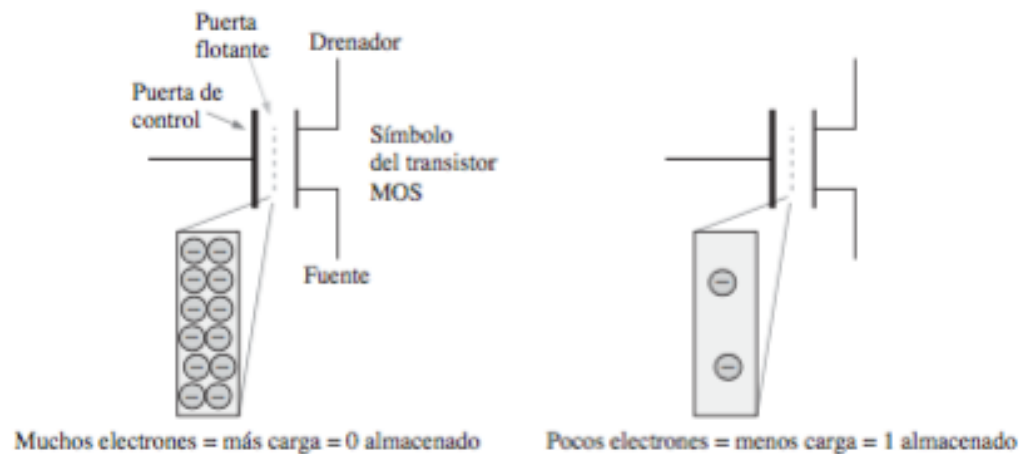 Puerta
flotante
Drenador
Puerta de
control
Símbolo
del transistor
MOS
Fuente
Muchos electrones = más carga = 0 almacenado
Pocos electrones = menos carga = 1 almacenado